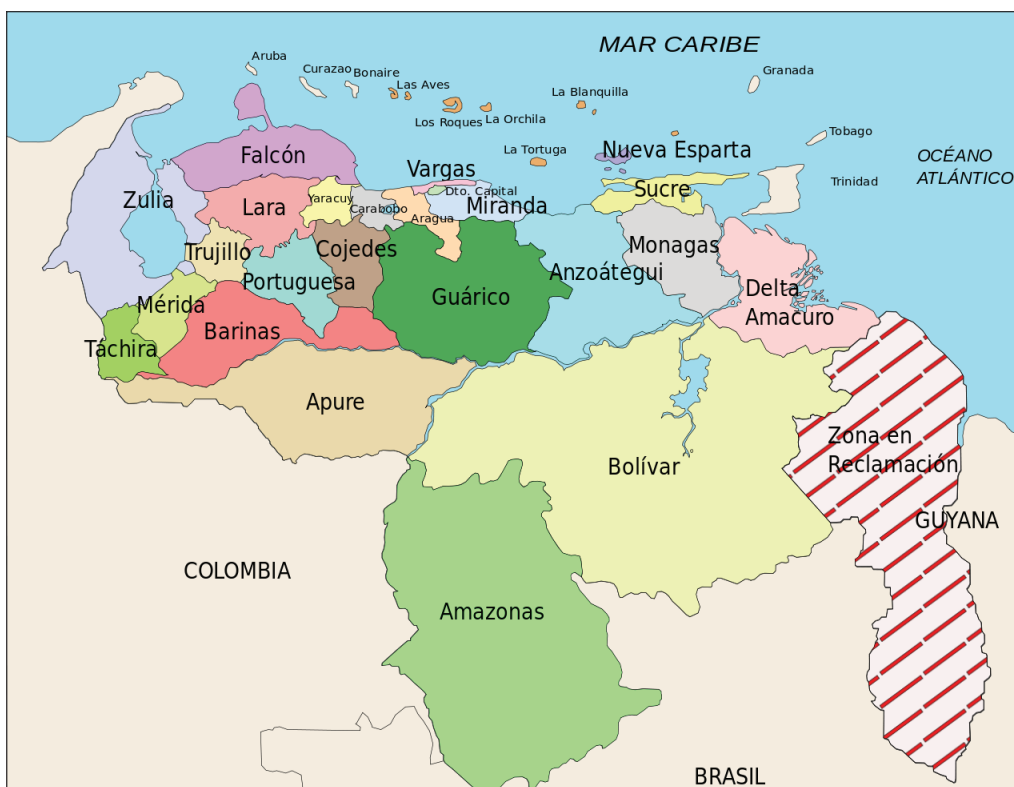 MAR CARIBE
Aruba
Curazao
Bonaire
Las Aves
Los Roques
La Orchila
La Blanquilla
Granada
La Tortuga
Tobago
Nueva Esparta
Trinidad
OCÉANO
ATLÁNTICO
Falcón
Vargas
Dto. Capital
Sucre
Zulia
Lara
Yaracuy
Carabobo
Aragua
Miranda
Trujillo
Cojedes
Monagas
Portuguesa
Anzoátegui
Delta
Amacuro
Guárico
Mérida
Barinas
Táchira
Apure
Bolívar
Zona en
Reclamación
GUYANA
COLOMBIA
Amazonas
BRASIL